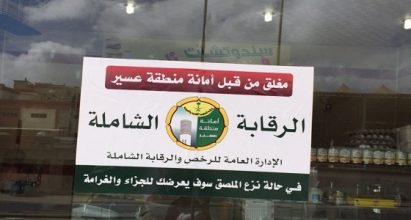 سندوتشات
مغلق من قبل أمانة منطقة عسير
الرقابة الشاملة
أمانة
منطقة
عسير
الإدارة العامة للرخص والرقابة الشاملة
في حالة نزع الملصق سوف يعرضك للجزاء والغرامة